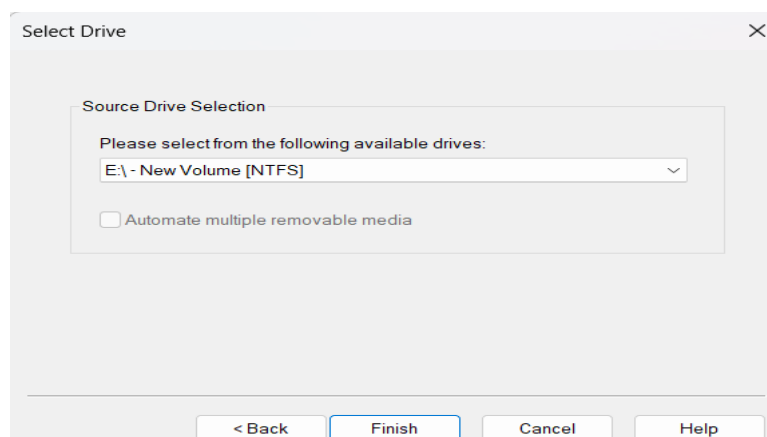 Select Drive
Source Drive Selection
Please select from the following available drives:
E:\ - New Volume [NTFS]
Automate multiple removable media
< Back Finish Cancel Help